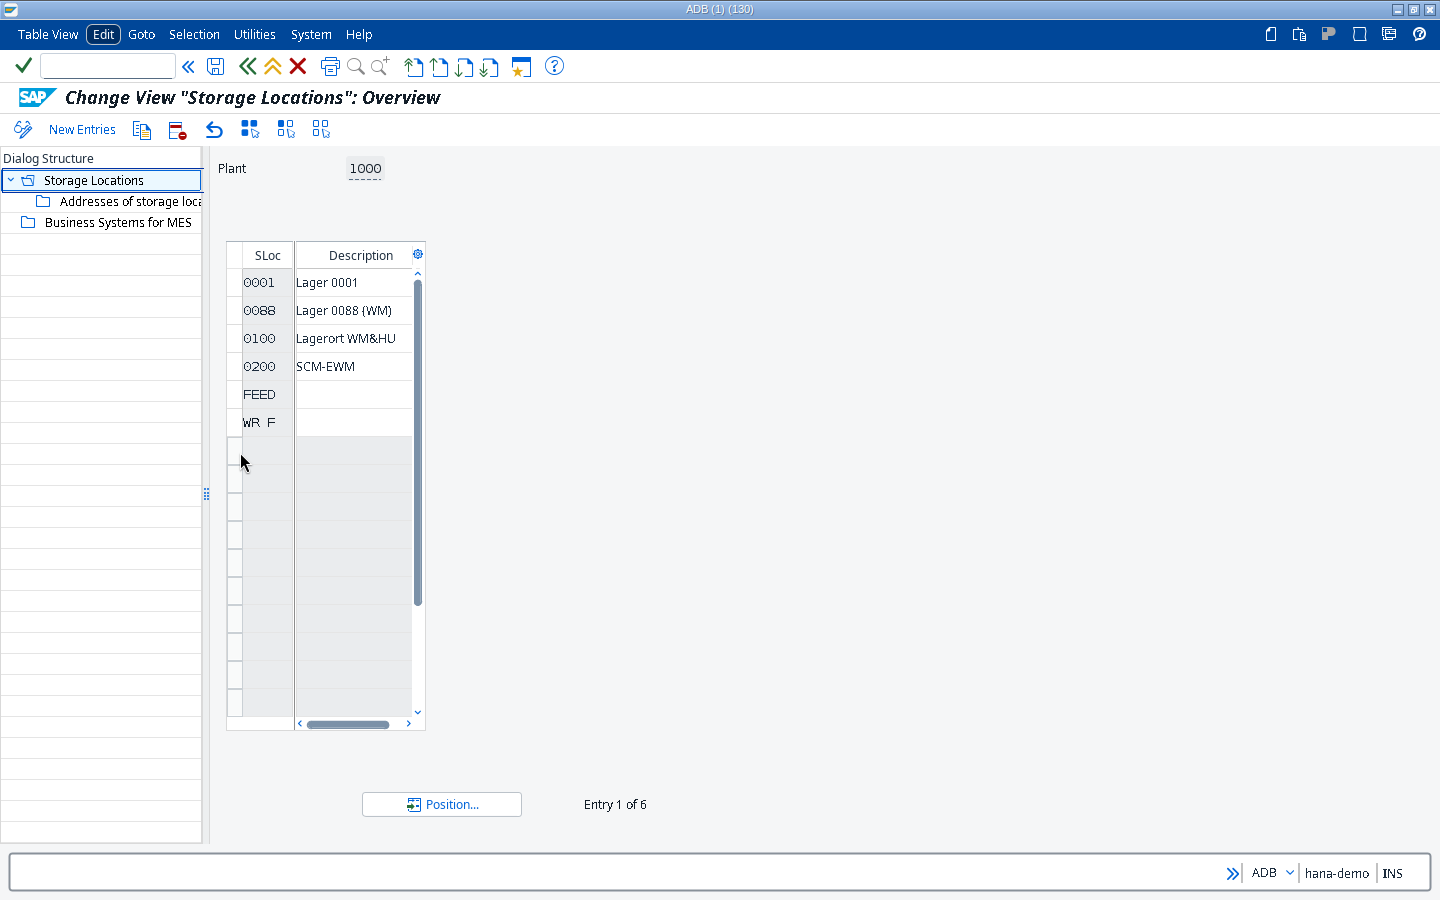 ADB (1) (130)
Table View Edit Goto Selection Utilities System Help
SAP Change View "Storage Locations": Overview
New Entries
Dialog Structure
Storage Locations
Addresses of storage loca
Business Systems for MES
Plant 1000
SLoc Description
0001 Lager 0001
0088 Lager 0088 (WM)
0100 Lagerort WM&HU
0200 SCM-EWM
FEED
WR F
Position... Entry 1 of 6
ADB hana-demo INS